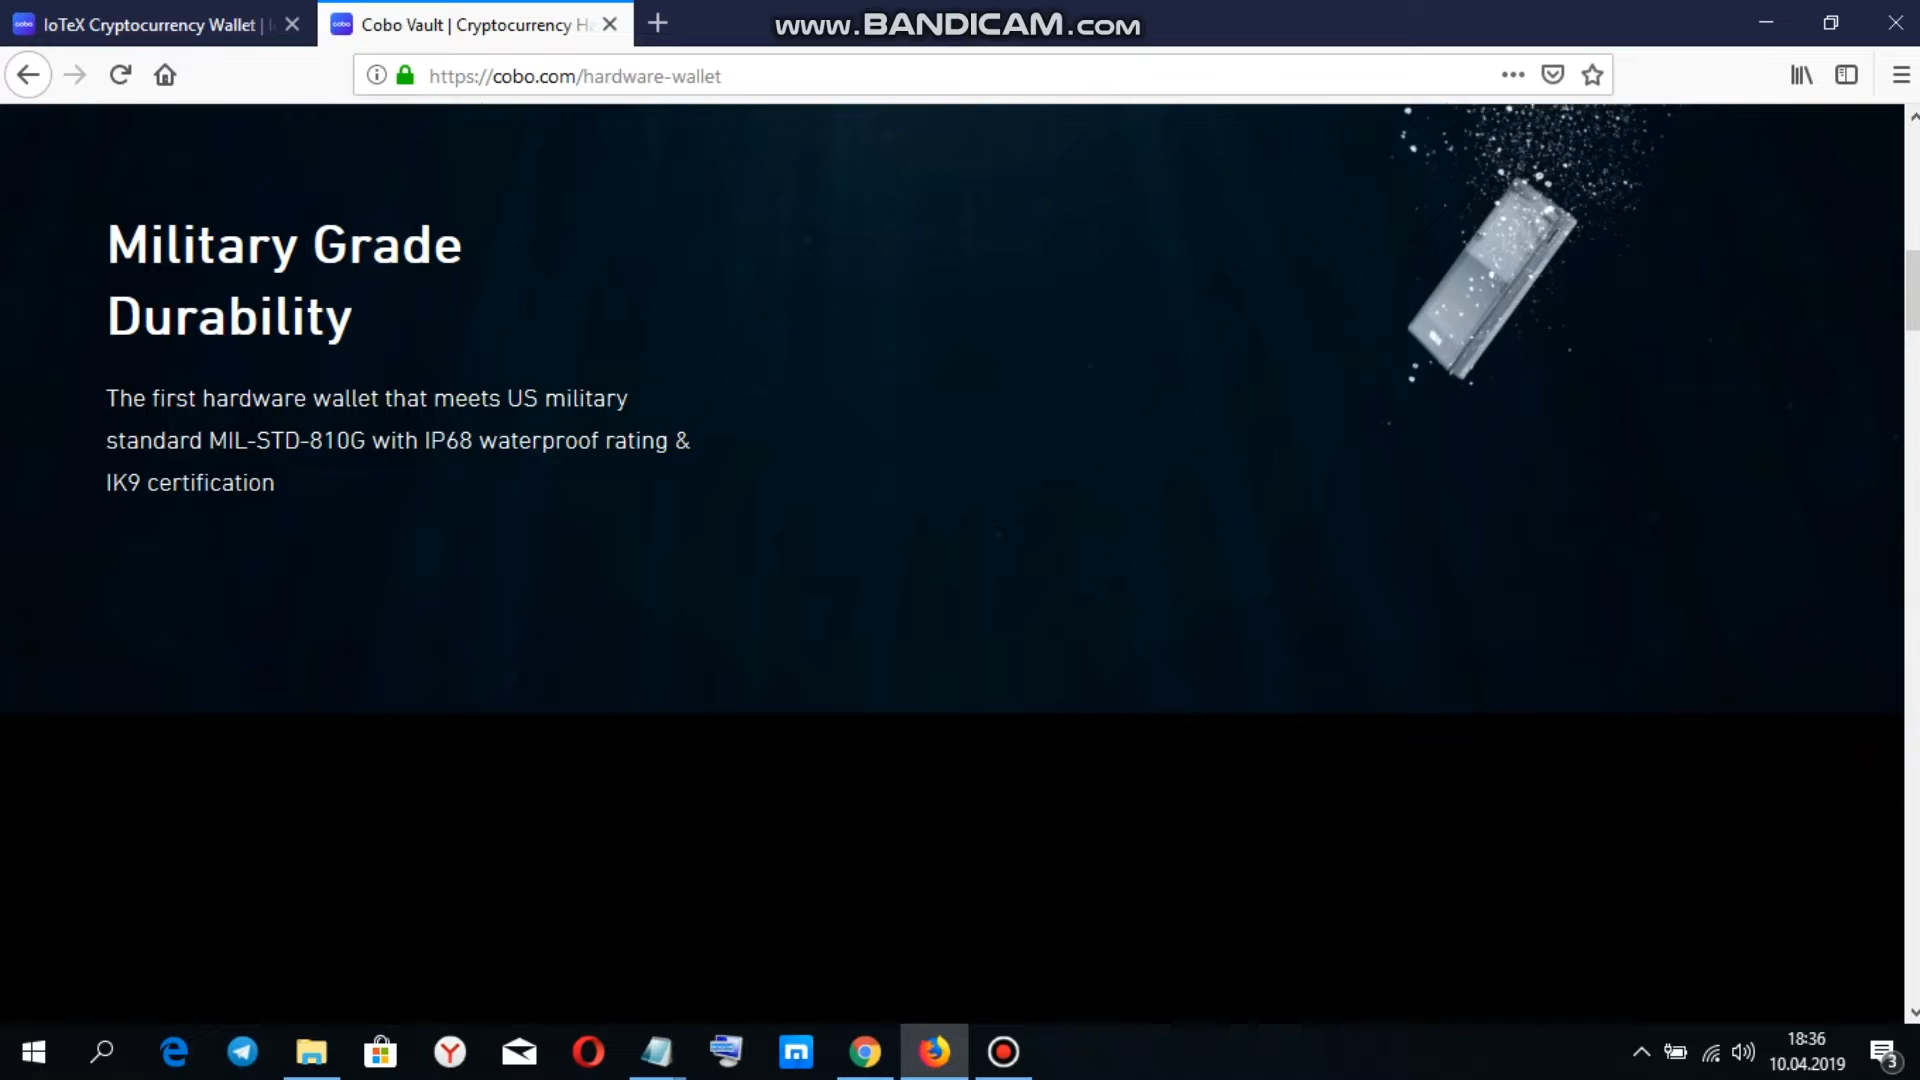 IoTeX Cryptocurrency Wallet |
Cobo Vault | Cryptocurrency H
www.BANDICAM.com
https://cobo.com/hardware-wallet
Military Grade
Durability
The first hardware wallet that meets US military
standard MIL-STD-810G with IP68 waterproof rating &
IK9 certification
18:36
10.04.2019
3